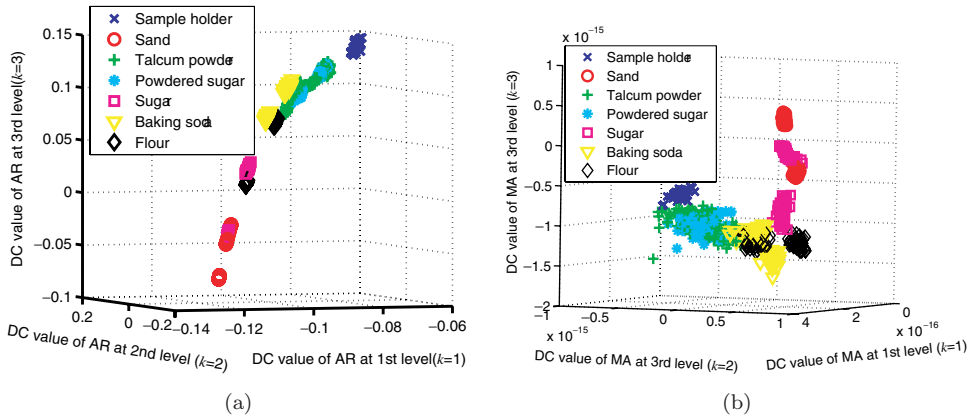 0.15
0.1
0.05
0
−0.05
−0.1
DC value of AR at 3rd level(k=3)
Sample holder
Sand
Talcum powder
Powdered sugar
Sugar
Baking soda
Flour
0.2
0
−0.2
−0.14
−0.12
−0.1
−0.08
−0.06
DC value of AR at 2nd level (k=2)
DC value of AR at 1st level(k=1)
(a)
x 10⁻¹⁵
1
0.5
0
−0.5
−1
−1.5
−2
DC value of MA at 3rd level (k=3)
Sample holder
Sand
Talcum powder
Powdered sugar
Sugar
Baking soda
Flour
−1
−0.5
0
0.5
1
x 10⁻¹⁵
4
2
0
x 10⁻¹⁶
DC value of MA at 3rd level (k=2)
DC value of MA at 1st level (k=1)
(b)